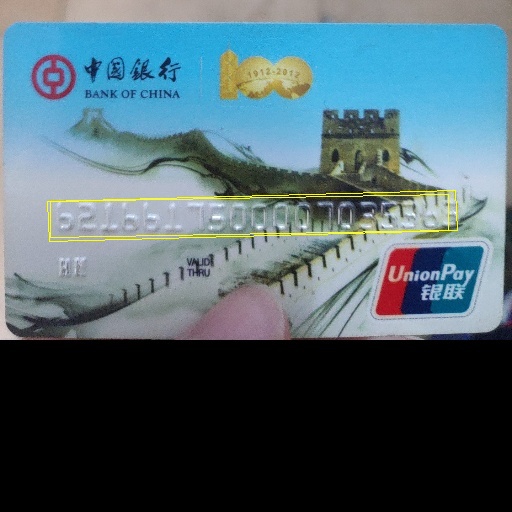 中国银行
BANK OF CHINA
1912-2012
VALID
THRU
UnionPay
银联